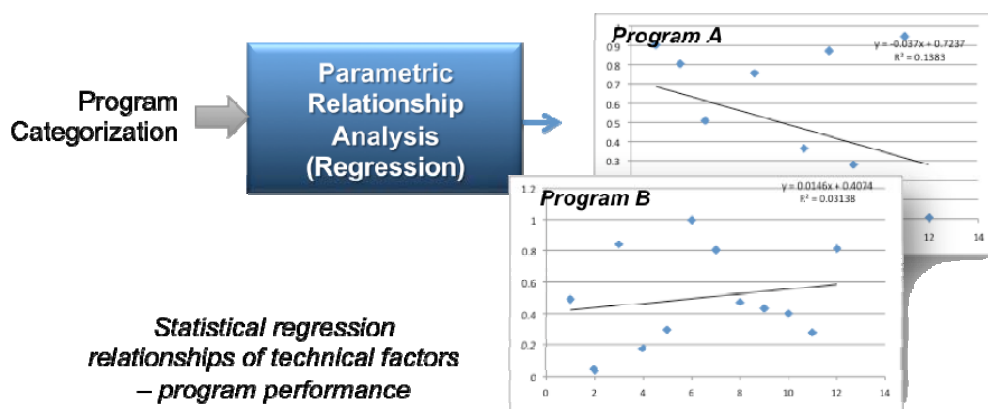 Program
Categorization
Parametric
Relationship
Analysis
(Regression)
Program A
y = -0.037x + 0.7237
R² = 0.1383
1
0.9
0.8
0.7
0.6
0.5
0.4
0.3
12
14
Program B
y = 0.0146x + 0.4074
R² = 0.03138
1.2
1
0.8
0.6
0.4
0.2
0
0
2
4
6
8
10
12
14
Statistical regression
relationships of technical factors
– program performance